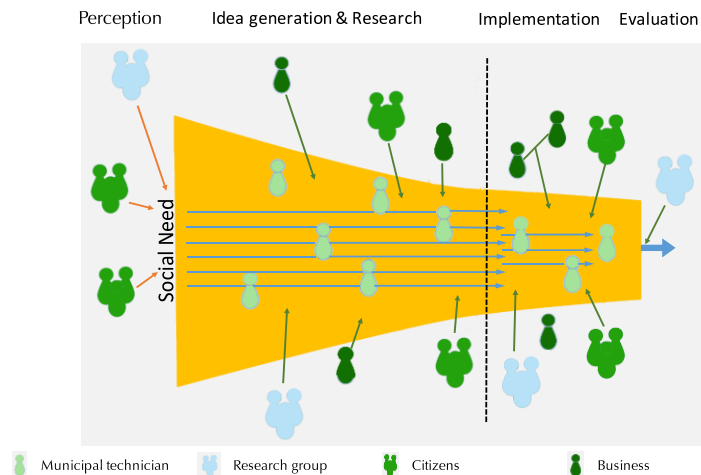 Perception
Idea generation & Research
Implementation
Evaluation
Social Need
Municipal technician
Research group
Citizens
Business